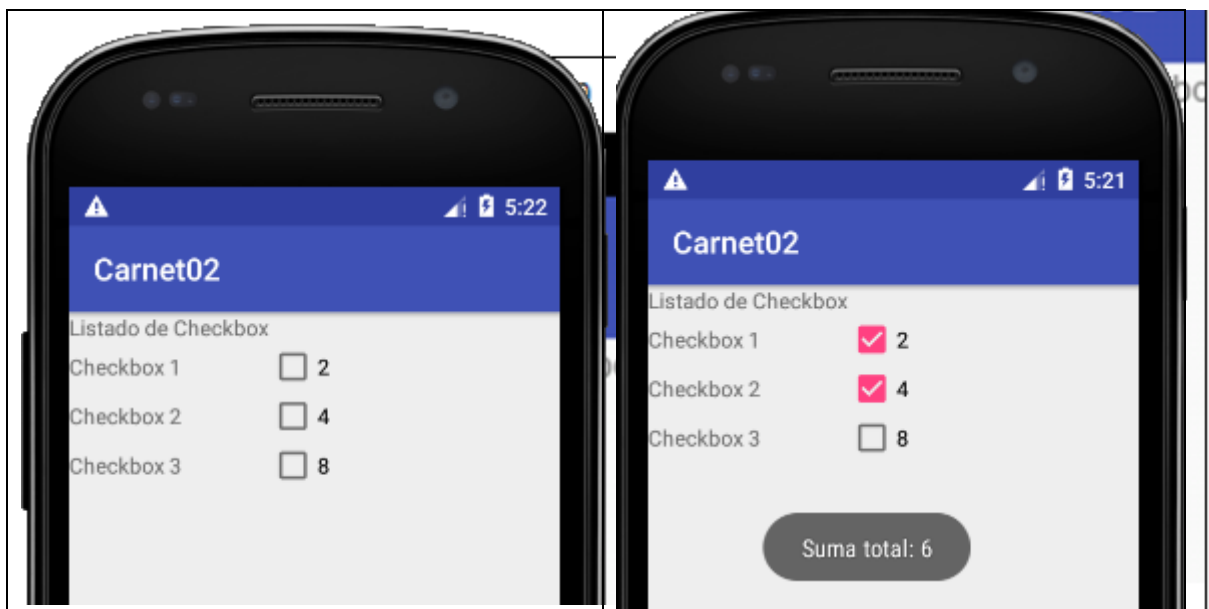 5:22
Carnet02
Listado de Checkbox
Checkbox 1 2
Checkbox 2 4
Checkbox 3 8
5:21
Carnet02
Listado de Checkbox
Checkbox 1 2
Checkbox 2 4
Checkbox 3 8
Suma total: 6